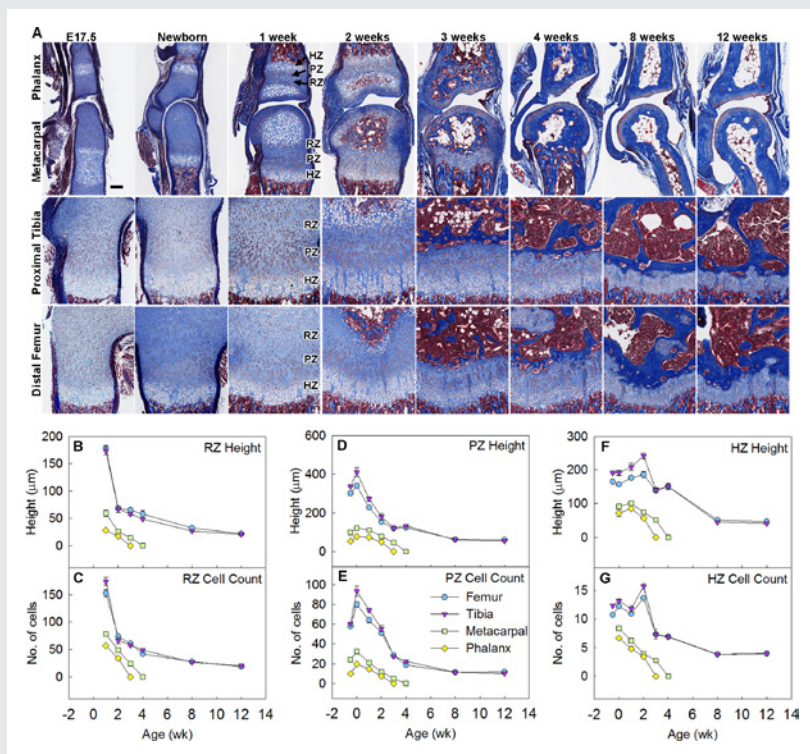 A
E17.5 Newborn 1 week 2 weeks 3 weeks 4 weeks 8 weeks 12 weeks
Phalanx
HZ
PZ
RZ
Metacarpal
RZ
PZ
HZ
Proximal Tibia
RZ
PZ
HZ
Distal Femur
RZ
PZ
HZ
B RZ Height
Height (μm)
200
150
100
50
0
D PZ Height
Height (μm)
600
400
200
0
F HZ Height
Height (μm)
300
200
100
0
C RZ Cell Count
No. of cells
200
150
100
50
0
-2 0 2 4 6 8 10 12 14
Age (wk)
E PZ Cell Count
Femur
Tibia
Metacarpal
Phalanx
No. of cells
100
80
60
40
20
0
-2 0 2 4 6 8 10 12 14
Age (wk)
G HZ Cell Count
No. of cells
15
10
5
0
-2 0 2 4 6 8 10 12 14
Age (wk)